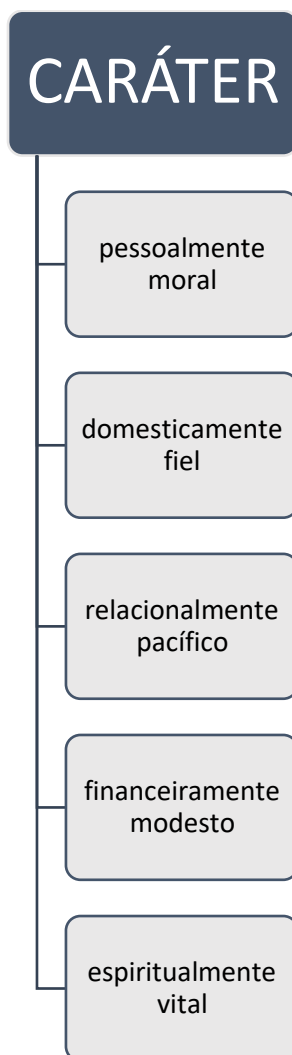 CARÁTER
pessoalmente
moral
domesticamente
fiel
relacionalmente
pacífico
financeiramente
modesto
espiritualmente
vital